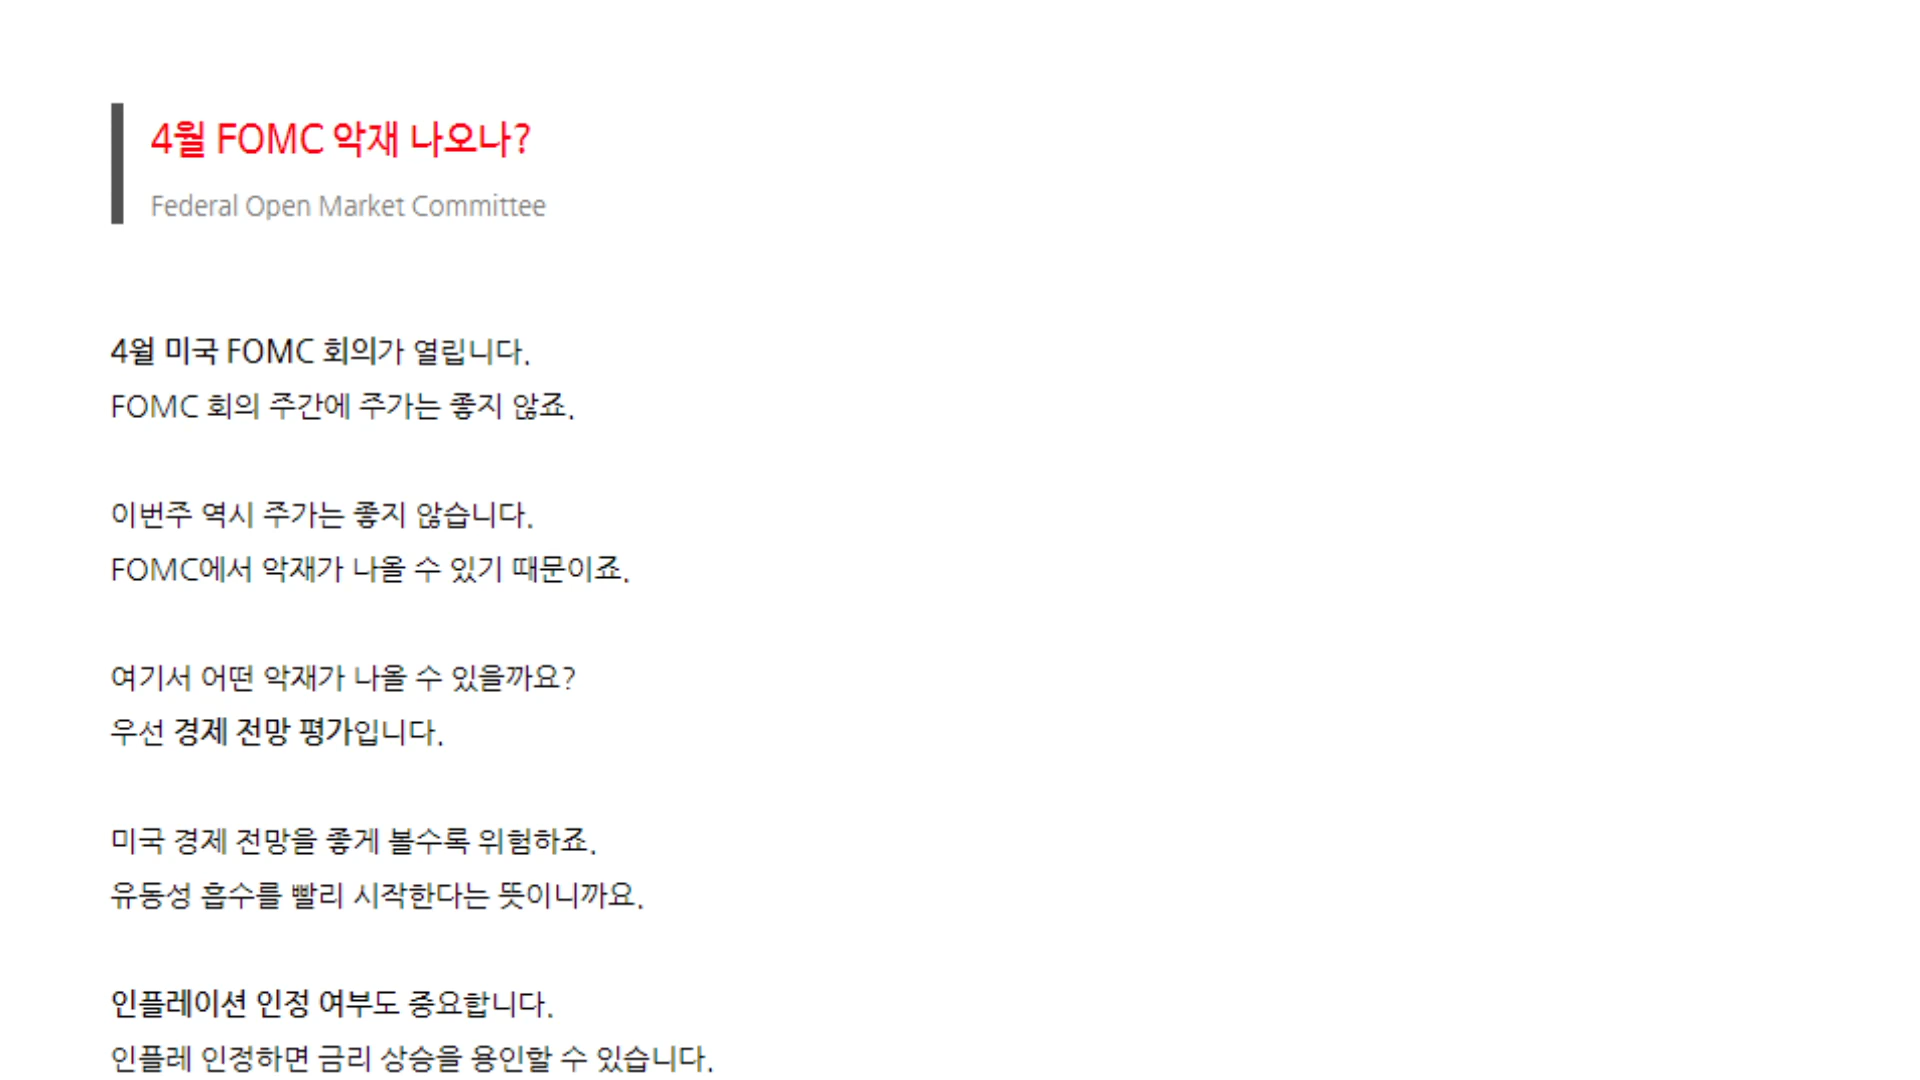 4월 FOMC 악재 나오나?
Federal Open Market Committee
4월 미국 FOMC 회의가 열립니다.
FOMC 회의 주간에 주가는 좋지 않죠.
이번주 역시 주가는 좋지 않습니다.
FOMC에서 악재가 나올 수 있기 때문이죠.
여기서 어떤 악재가 나올 수 있을까요?
우선 경제 전망 평가입니다.
미국 경제 전망을 좋게 볼수록 위험하죠.
유동성 흡수를 빨리 시작한다는 뜻이니까요.
인플레이션 인정 여부도 중요합니다.
인플레 인정하면 금리 상승을 용인할 수 있습니다.